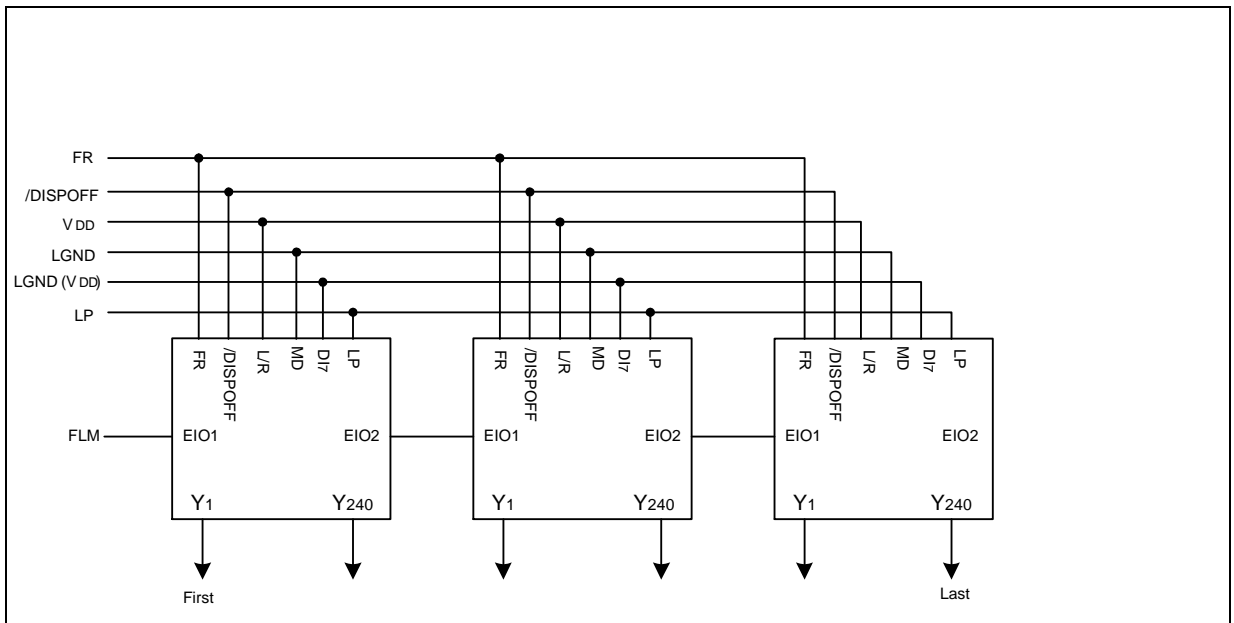 FR
/DISPOFF
VDD
LGND
LGND (VDD)
LP
FR /DISPOFF L/R MD DI7 LP
FR /DISPOFF L/R MD DI7 LP
FR /DISPOFF L/R MD DI7 LP
FLM EIO1 EIO2 EIO1 EIO2 EIO1 EIO2
Y1 Y240 Y1 Y240 Y1 Y240
First Last